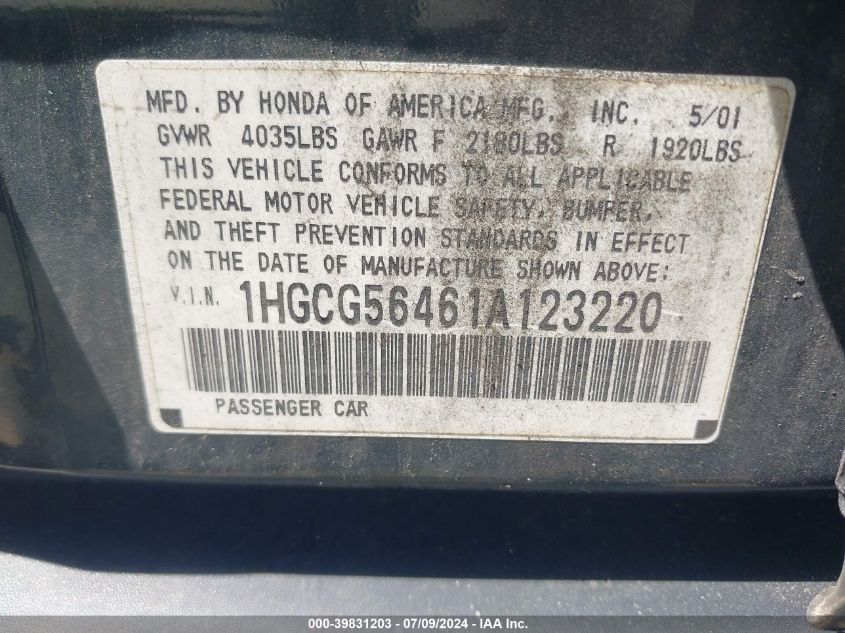 MFD. BY HONDA OF AMERICA MFG., INC. 5/01
GVWR 4035LBS GAWR F 2180LBS R 1920LBS
THIS VEHICLE CONFORMS TO ALL APPLICABLE
FEDERAL MOTOR VEHICLE SAFETY, BUMPER,
AND THEFT PREVENTION STANDARDS IN EFFECT
ON THE DATE OF MANUFACTURE SHOWN ABOVE:
V.I.N. 1HGCG56461A123220
PASSENGER CAR
000-39831203 - 07/09/2024 - IAA Inc.